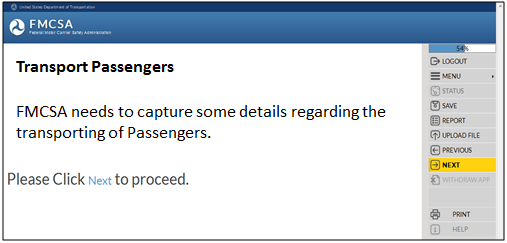 United States Department of Transportation
FMCSA
Federal Motor Carrier Safety Administration
54%
Transport Passengers
FMCSA needs to capture some details regarding the
transporting of Passengers.
Please Click Next to proceed.
LOGOUT
MENU
STATUS
SAVE
REPORT
UPLOAD FILE
PREVIOUS
NEXT
WITHDRAW APP
PRINT
HELP